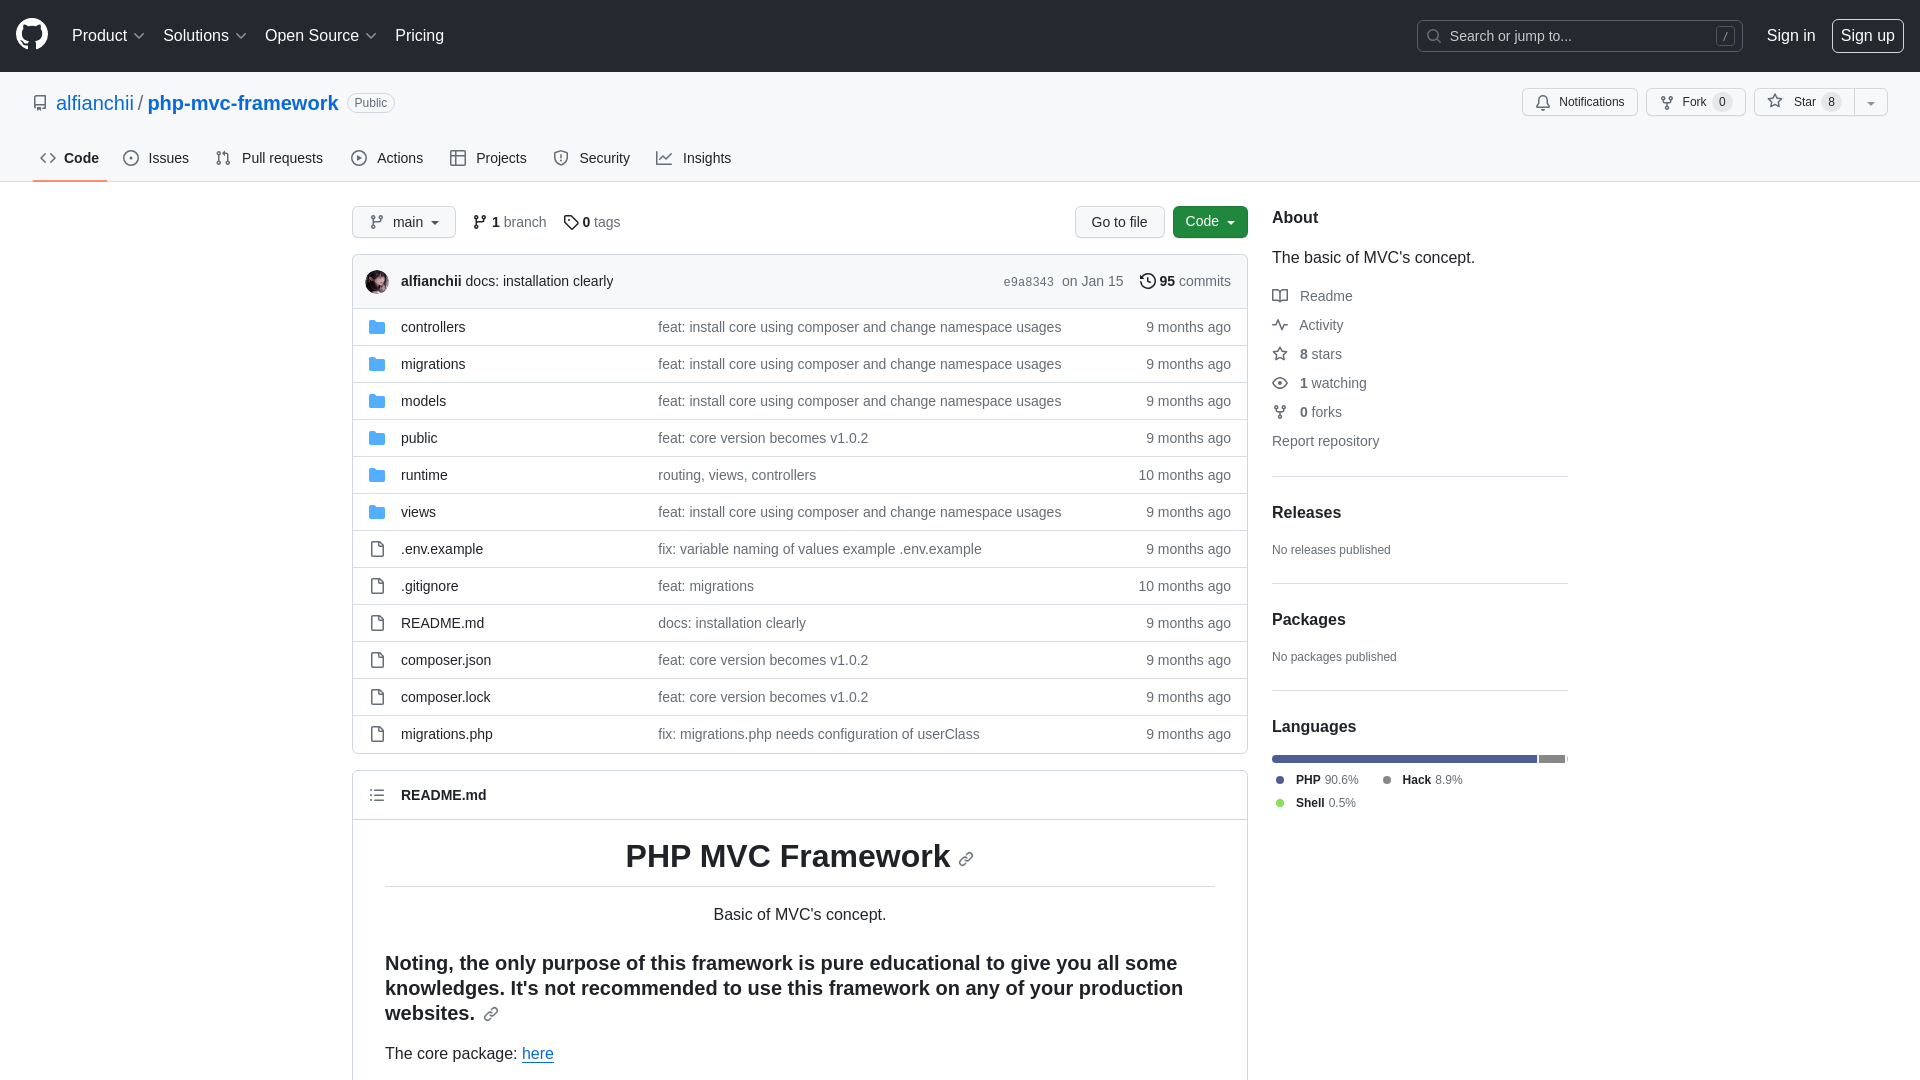 Product Solutions Open Source Pricing Search or jump to... / Sign in Sign up
alfianchii / php-mvc-framework Public Notifications Fork 0 Star 8
Code Issues Pull requests Actions Projects Security Insights
main 1 branch 0 tags Go to file Code
alfianchii docs: installation clearly e9a8343 on Jan 15 95 commits
controllers feat: install core using composer and change namespace usages 9 months ago
migrations feat: install core using composer and change namespace usages 9 months ago
models feat: install core using composer and change namespace usages 9 months ago
public feat: core version becomes v1.0.2 9 months ago
runtime routing, views, controllers 10 months ago
views feat: install core using composer and change namespace usages 9 months ago
.env.example fix: variable naming of values example .env.example 9 months ago
.gitignore feat: migrations 10 months ago
README.md docs: installation clearly 9 months ago
composer.json feat: core version becomes v1.0.2 9 months ago
composer.lock feat: core version becomes v1.0.2 9 months ago
migrations.php fix: migrations.php needs configuration of userClass 9 months ago
README.md
PHP MVC Framework
Basic of MVC's concept.
Noting, the only purpose of this framework is pure educational to give you all some
knowledges. It's not recommended to use this framework on any of your production
websites.
The core package: here
About
The basic of MVC's concept.
Readme
Activity
8 stars
1 watching
0 forks
Report repository
Releases
No releases published
Packages
No packages published
Languages
PHP 90.6% Hack 8.9%
Shell 0.5%